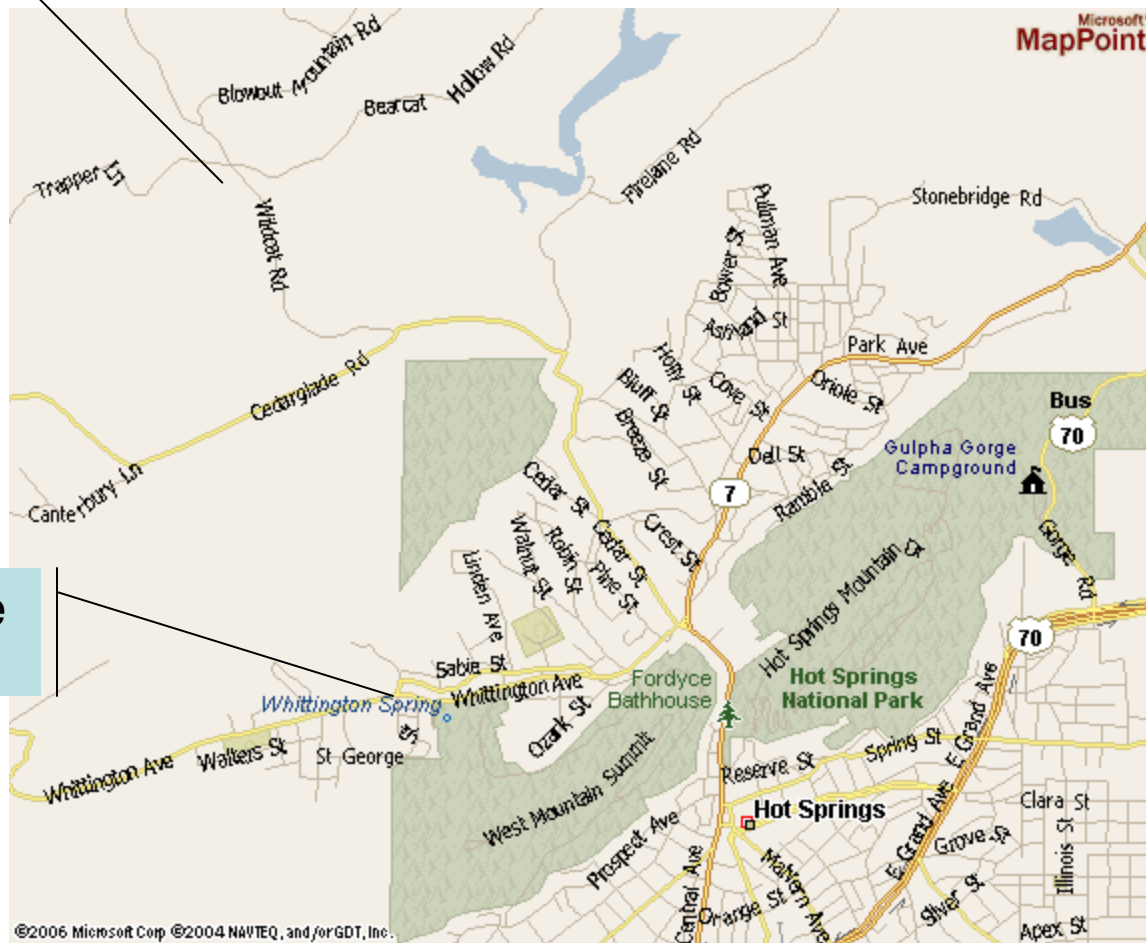 Microsoft
MapPoint
Blowout Mountain Rd
Bearcat Hollow Rd
Trapper Ln
Firelane Rd
Wildcat Rd
Pullman Ave
Stonebridge Rd
Bower St
Ashland St
Park Ave
Holly St
Cove St
Oriole St
Bluff St
Breeze St
Cedarglade Rd
Bus
70
Dell St
Gulpha Gorge
Campground
Canterbury Ln
Cedar St
7
Ramble St
Walnut St
Robin St
Cedar St
Pine St
Crest St
Linden Ave
Hot Springs Mountain Ct
Gorge Rd
e
70
Sabie St
Whittington Ave
Fordyce
Bathhouse
Hot Springs
National Park
Whittington Spring
Ozark St
Whittington Ave
Walters St
St George
West Mountain Summit
Reserve St
Spring St
E Grand Ave
Hot Springs
Prospect Ave
Central Ave
Malvern Ave
Orange St
E Grand Ave
Grove St
Clara St
Illinois St
Silver St
Apex St
©2006 Microsoft Corp ©2004 NAVTEQ, and/or GDT, Inc.